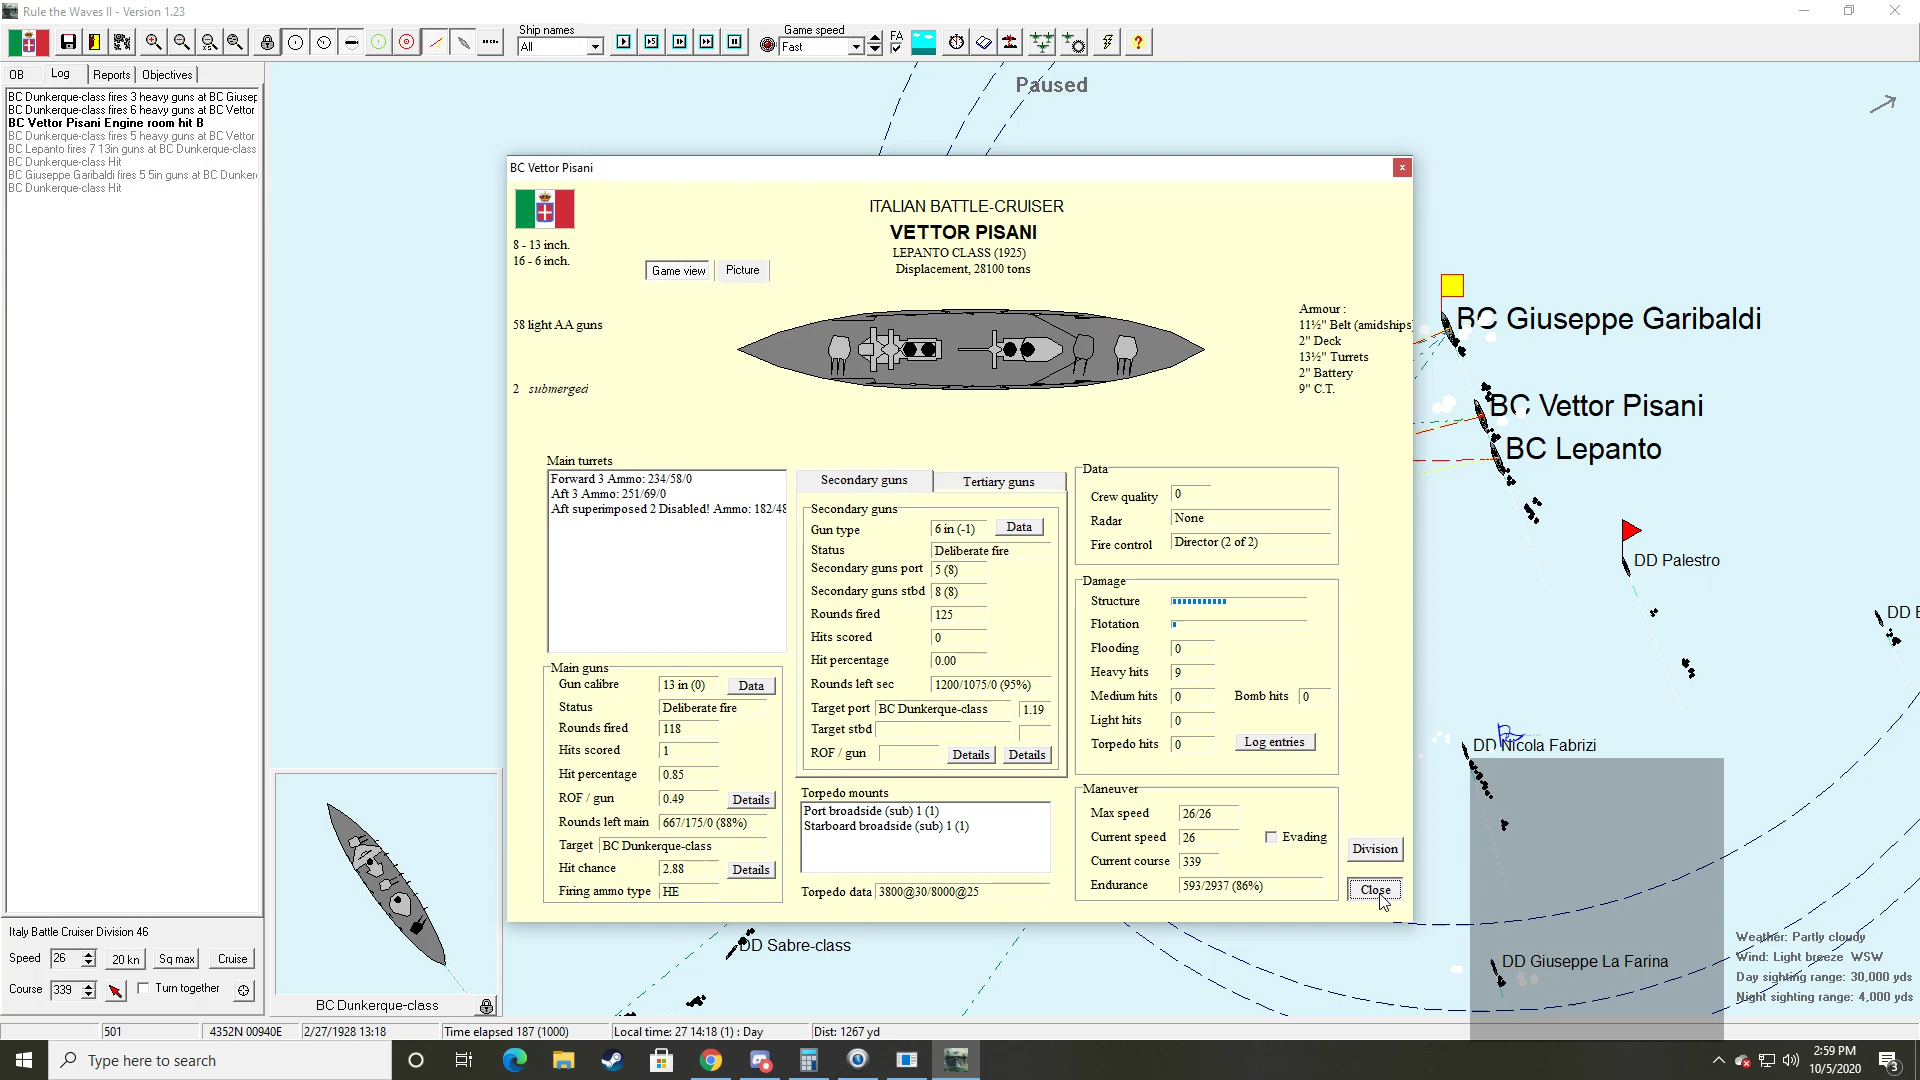 Rule the Waves II - Version 1.23
Ship names
All
Game speed
Fast
FA
OB
Log
Reports
Objectives
BC Dunkerque-class fires 3 heavy guns at BC Giusep
BC Dunkerque-class fires 6 heavy guns at BC Vettor
BC Vettor Pisani Engine room hit B
BC Dunkerque-class fires 5 heavy guns at BC Vettor
BC Lepanto fires 7 13in guns at BC Dunkerque-class
BC Dunkerque-class Hit
BC Giuseppe Garibaldi fires 5 5in guns at BC Dunker
BC Dunkerque-class Hit
Paused
BC Vettor Pisani
x
8 - 13 inch.
16 - 6 inch.
58 light AA guns
2 submerged
Game view
Picture
ITALIAN BATTLE-CRUISER
VETTOR PISANI
LEPANTO CLASS (1925)
Displacement, 28100 tons
Armour :
11½" Belt (amidships)
2" Deck
13½" Turrets
2" Battery
9" C.T.
Main turrets
Forward 3 Ammo: 234/58/0
Aft 3 Ammo: 251/69/0
Aft superimposed 2 Disabled! Ammo: 182/48
Main guns
Gun calibre 13 in (0) Data
Status Deliberate fire
Rounds fired 118
Hits scored 1
Hit percentage 0.85
ROF / gun 0.49 Details
Rounds left main 667/175/0 (88%)
Target BC Dunkerque-class
Hit chance 2.88 Details
Firing ammo type HE
Secondary guns
Tertiary guns
Secondary guns
Gun type 6 in (-1) Data
Status Deliberate fire
Secondary guns port 5 (8)
Secondary guns stbd 8 (8)
Rounds fired 125
Hits scored 0
Hit percentage 0.00
Rounds left sec 1200/1075/0 (95%)
Target port BC Dunkerque-class 1.19
Target stbd
ROF / gun Details Details
Torpedo mounts
Port broadside (sub) 1 (1)
Starboard broadside (sub) 1 (1)
Torpedo data 3800@30/8000@25
Data
Crew quality 0
Radar None
Fire control Director (2 of 2)
Damage
Structure
Flotation
Flooding 0
Heavy hits 9
Medium hits 0 Bomb hits 0
Light hits 0
Torpedo hits 0 Log entries
Maneuver
Max speed 26/26
Current speed 26 Evading
Current course 339
Endurance 593/2937 (86%)
Division
Close
BC Giuseppe Garibaldi
BC Vettor Pisani
BC Lepanto
DD Palestro
DD Nicola Fabrizi
DD Giuseppe La Farina
DD Sabre-class
Weather: Partly cloudy
Wind: Light breeze WSW
Day sighting range: 30,000 yds
Night sighting range: 4,000 yds
Italy Battle Cruiser Division 46
Speed 26 20 kn Sq max Cruise
Course 339 Turn together
BC Dunkerque-class
501
4352N 00940E
2/27/1928 13:18
Time elapsed 187 (1000)
Local time: 27 14:18 (1) : Day
Dist: 1267 yd
Type here to search
2:59 PM
10/5/2020
3